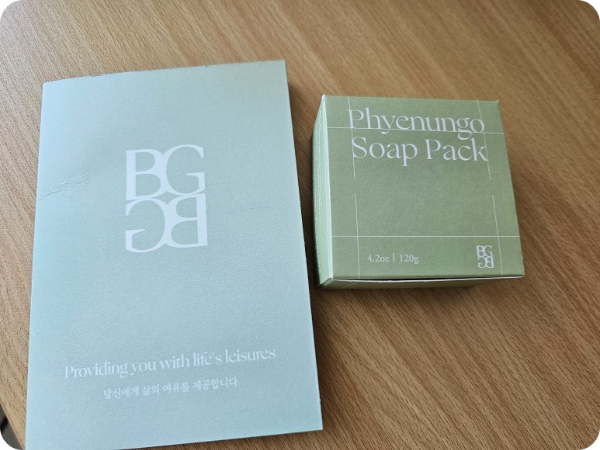 BG
BG
Providing you with life's leisures
당신에게 삶의 여유를 제공합니다
Phyenungo
Soap Pack
4.2oz | 120g
BG
BG